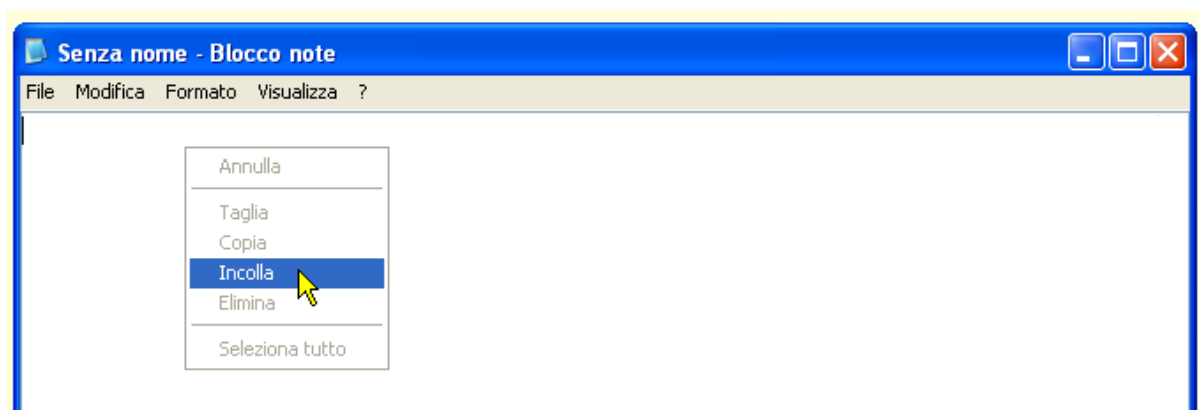 Senza nome - Blocco note
File Modifica Formato Visualizza ?
Annulla
Taglia
Copia
Incolla
Elimina
Seleziona tutto